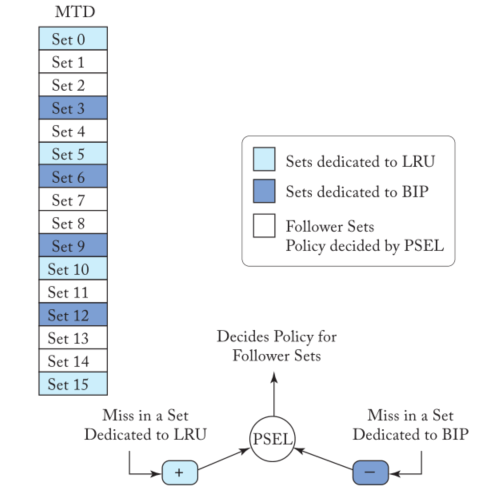 MTD
Set 0
Set 1
Set 2
Set 3
Set 4
Set 5
Set 6
Set 7
Set 8
Set 9
Set 10
Set 11
Set 12
Set 13
Set 14
Set 15
Sets dedicated to LRU
Sets dedicated to BIP
Follower Sets
Policy decided by PSEL
Decides Policy for
Follower Sets
Miss in a Set
Dedicated to LRU
PSEL
Miss in a Set
Dedicated to BIP
+
−